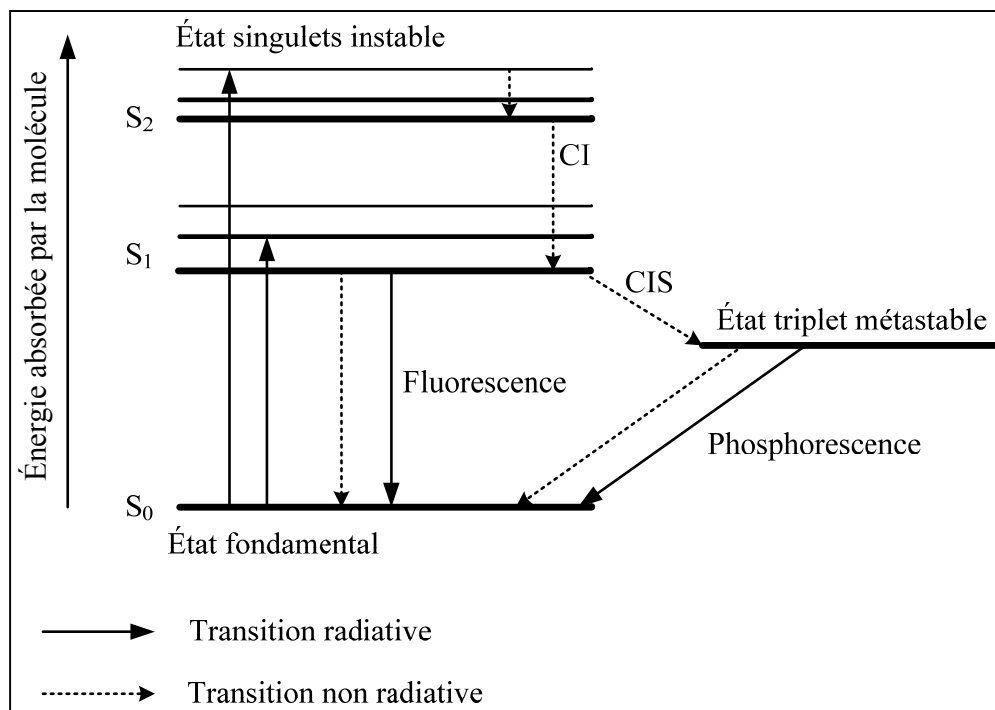 État singulets instable
Énergie absorbée par la molécule
S₂
CI
S₁
CIS
État triplet métastable
Fluorescence
Phosphorescence
S₀
État fondamental
Transition radiative
Transition non radiative